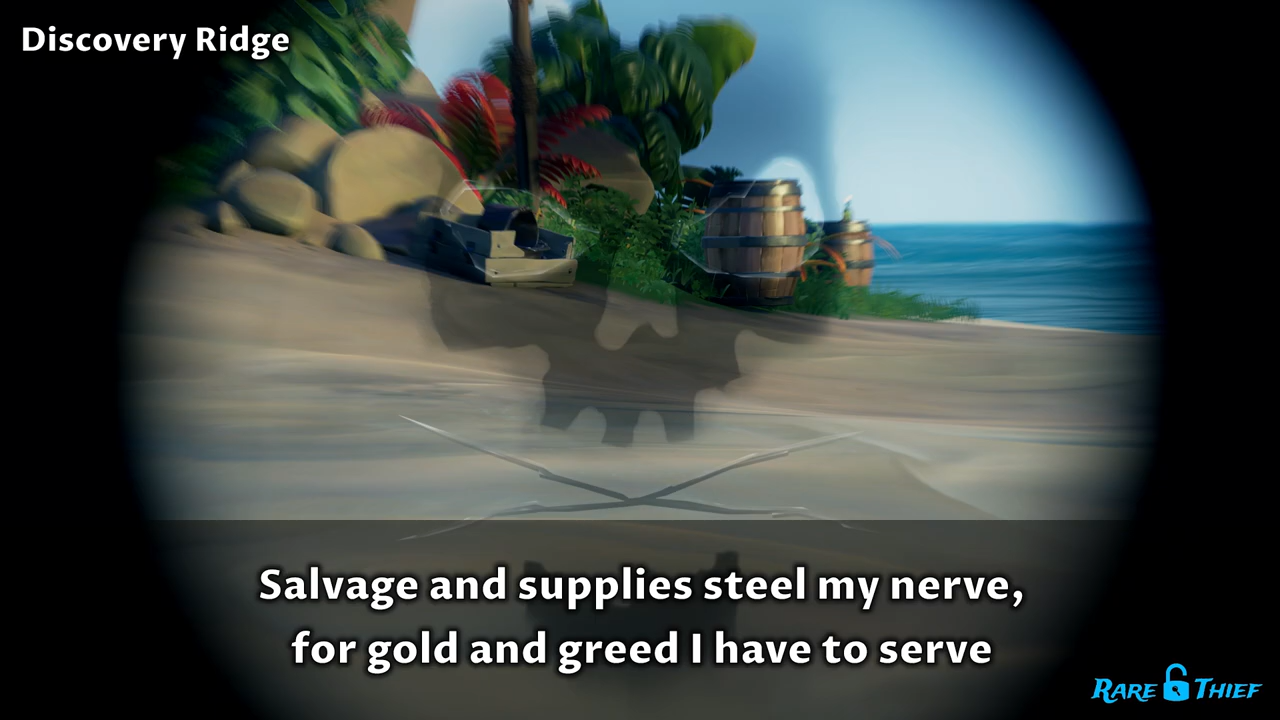 Discovery Ridge
Salvage and supplies steel my nerve,
for gold and greed I have to serve
RARE THIEF